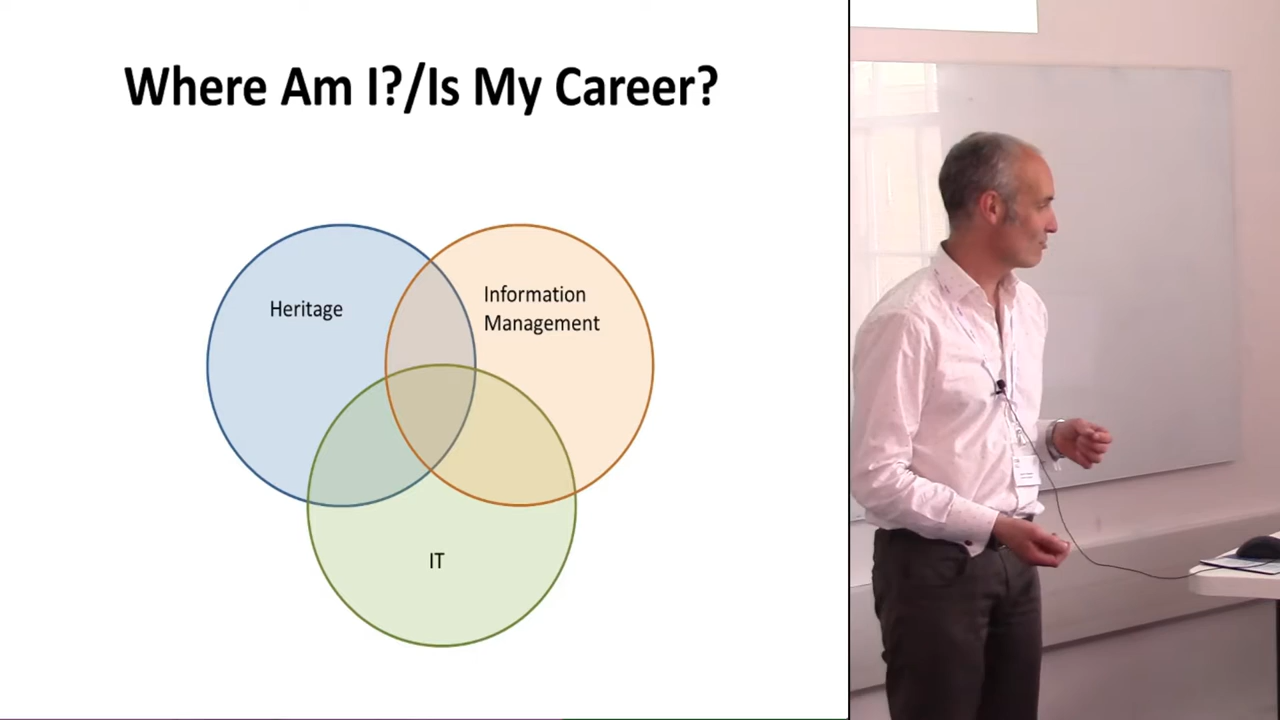 Where Am I?/Is My Career?
Heritage
Information
Management
IT